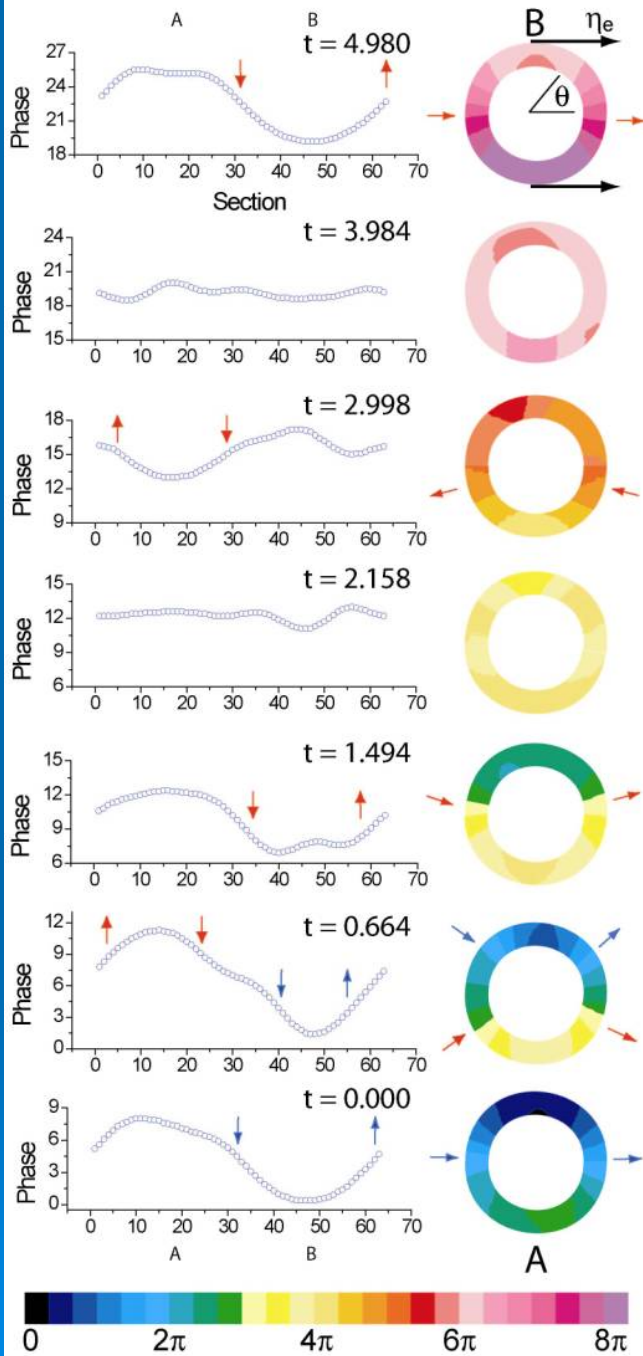 A B
t = 4.980
Phase
27
24
21
18
0 10 20 30 40 50 60 70
Section
B
ηe
θ
t = 3.984
Phase
24
21
18
15
0 10 20 30 40 50 60 70
t = 2.998
Phase
18
15
12
9
0 10 20 30 40 50 60 70
t = 2.158
Phase
15
12
9
6
0 10 20 30 40 50 60 70
t = 1.494
Phase
15
12
9
6
0 10 20 30 40 50 60 70
t = 0.664
Phase
12
9
6
3
0
0 10 20 30 40 50 60 70
t = 0.000
Phase
9
6
3
0
0 10 20 30 40 50 60 70
A B
A
0 2π 4π 6π 8π